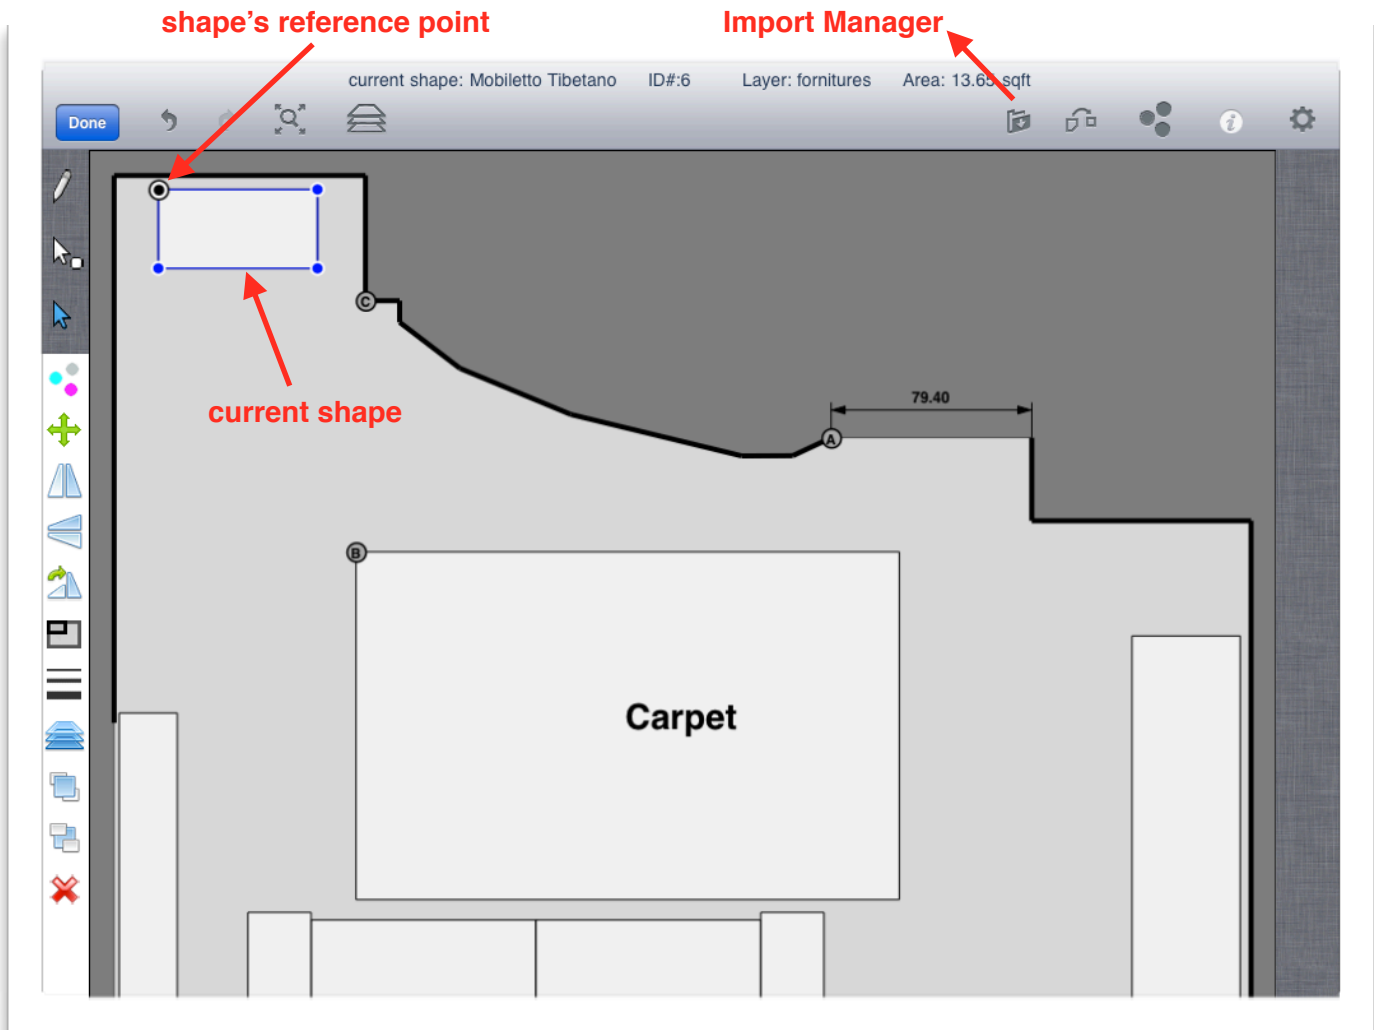 shape's reference point
Import Manager
current shape: Mobiletto Tibetano ID#:6 Layer: fornitures Area: 13.65 sqft
Done
i
C
current shape
79.40
A
B
Carpet